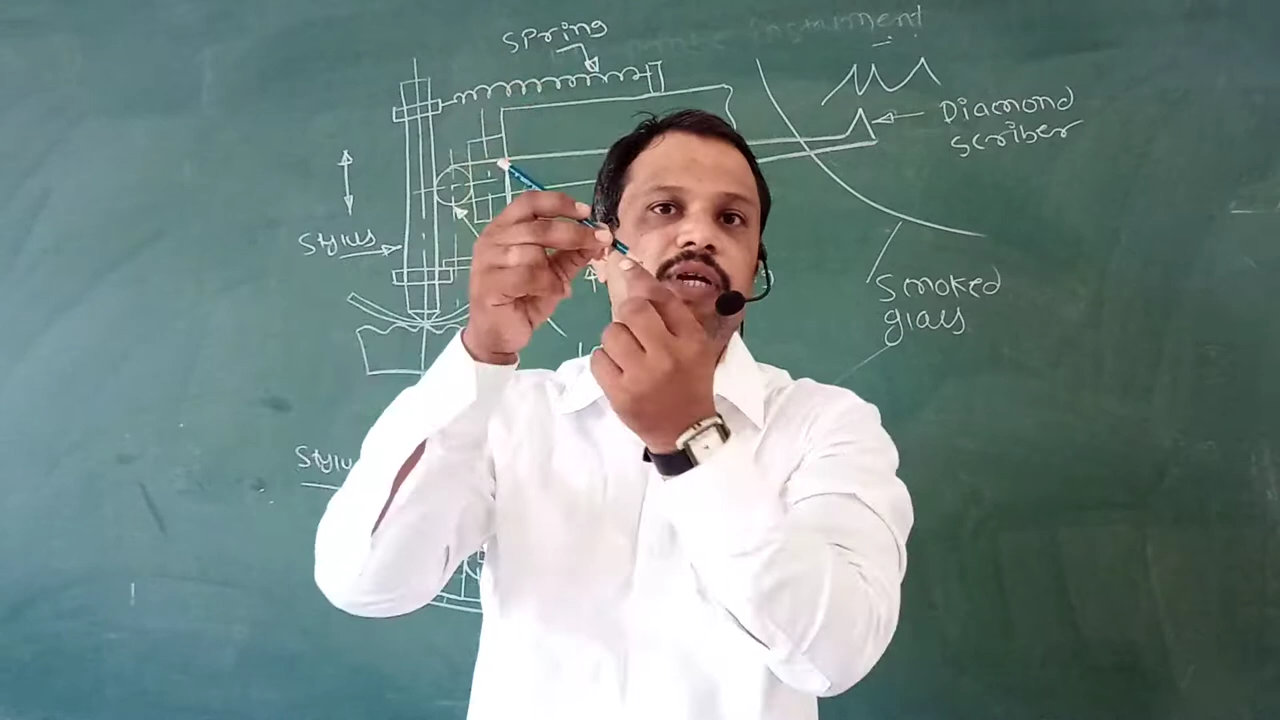 Spring
instrument
Diamond
scriber
Stylus
Smoked
glass
Stylu